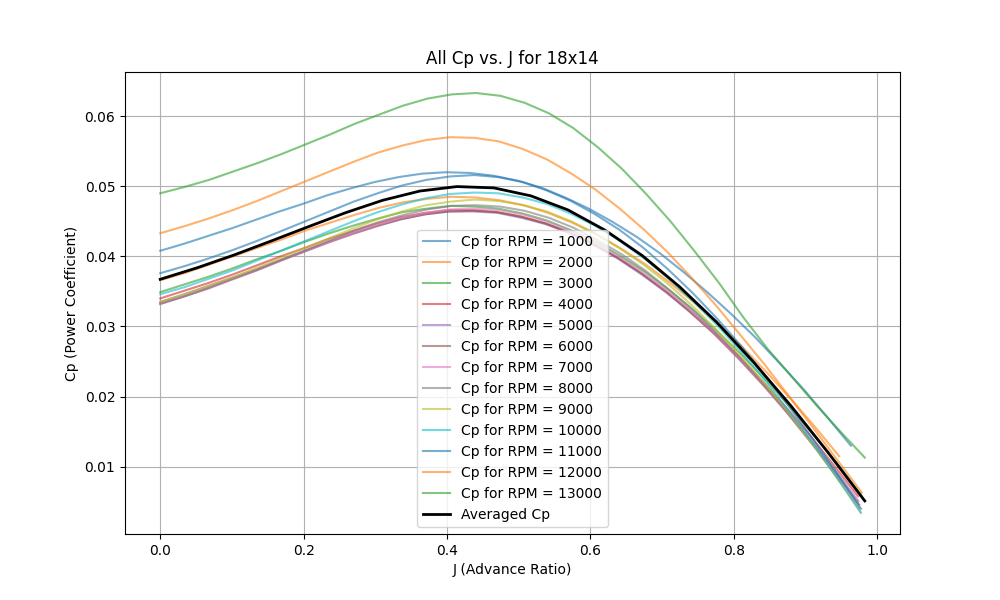 All Cp vs. J for 18x14
Cp (Power Coefficient)
0.06
0.05
0.04
0.03
0.02
0.01
Cp for RPM = 1000
Cp for RPM = 2000
Cp for RPM = 3000
Cp for RPM = 4000
Cp for RPM = 5000
Cp for RPM = 6000
Cp for RPM = 7000
Cp for RPM = 8000
Cp for RPM = 9000
Cp for RPM = 10000
Cp for RPM = 11000
Cp for RPM = 12000
Cp for RPM = 13000
Averaged Cp
0.0 0.2 0.4 0.6 0.8 1.0
J (Advance Ratio)